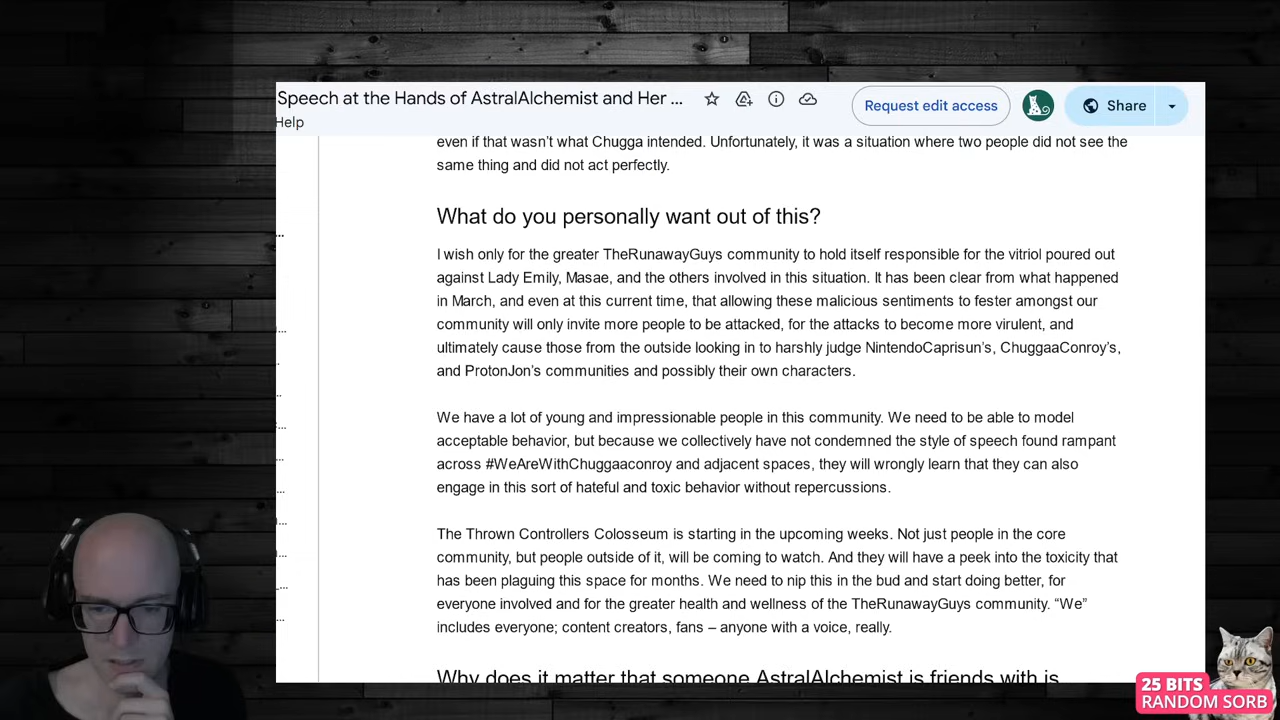 Speech at the Hands of AstralAlchemist and Her ...
Request edit access
Share
Help
even if that wasn't what Chugga intended. Unfortunately, it was a situation where two people did not see the
same thing and did not act perfectly.
What do you personally want out of this?
I wish only for the greater TheRunawayGuys community to hold itself responsible for the vitriol poured out
against Lady Emily, Masae, and the others involved in this situation. It has been clear from what happened
in March, and even at this current time, that allowing these malicious sentiments to fester amongst our
community will only invite more people to be attacked, for the attacks to become more virulent, and
ultimately cause those from the outside looking in to harshly judge NintendoCaprisun's, ChuggaaConroy's,
and ProtonJon's communities and possibly their own characters.
We have a lot of young and impressionable people in this community. We need to be able to model
acceptable behavior, but because we collectively have not condemned the style of speech found rampant
across #WeAreWithChuggaaconroy and adjacent spaces, they will wrongly learn that they can also
engage in this sort of hateful and toxic behavior without repercussions.
The Thrown Controllers Colosseum is starting in the upcoming weeks. Not just people in the core
community, but people outside of it, will be coming to watch. And they will have a peek into the toxicity that
has been plaguing this space for months. We need to nip this in the bud and start doing better, for
everyone involved and for the greater health and wellness of the TheRunawayGuys community. “We”
includes everyone; content creators, fans – anyone with a voice, really.
Why does it matter that someone AstralAlchemist is friends with is
25 BITS
RANDOM SORB